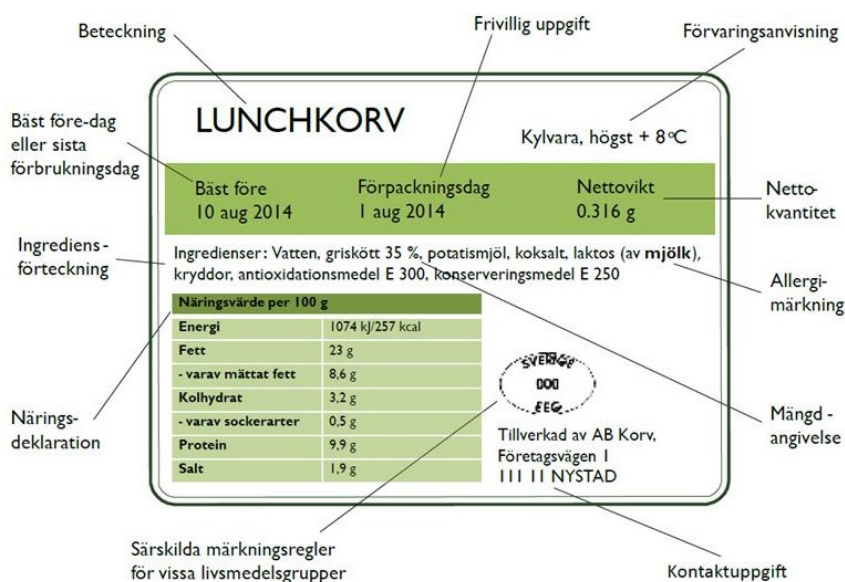 Beteckning
Frivillig uppgift
Förvaringsanvisning
Bäst före-dag
eller sista
förbrukningsdag
LUNCHKORV
Kylvara, högst + 8°C
Bäst före
10 aug 2014
Förpackningsdag
1 aug 2014
Nettovikt
0.316 g
Netto-
kvantitet
Ingrediens-
förteckning
Ingredienser: Vatten, griskött 35 %, potatismjöl, koksalt, laktos (av mjölk),
kryddor, antioxidationsmedel E 300, konserveringsmedel E 250
Allergi-
märkning
Näringsvärde per 100 g
Energi 1074 kJ/257 kcal
Fett 23 g
- varav mättat fett 8,6 g
Kolhydrat 3,2 g
- varav sockerarter 0,5 g
Protein 9,9 g
Salt 1,9 g
Närings-
deklaration
SVERIGE
EEG
Tillverkad av AB Korv,
Företagsvägen 1
111 11 NYSTAD
Mängd-
angivelse
Särskilda märkningsregler
för vissa livsmedelsgrupper
Kontaktuppgift